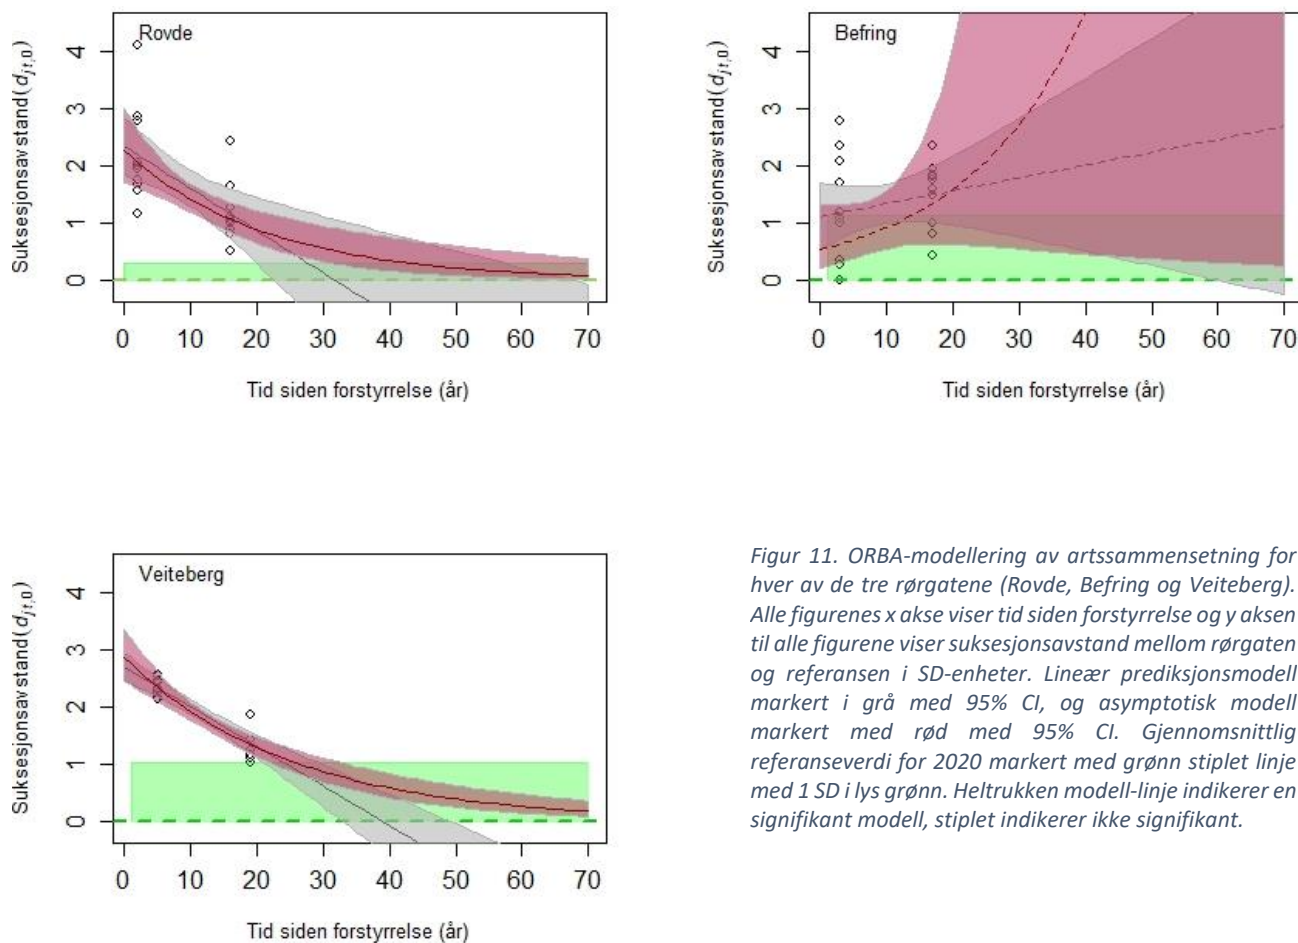 Rovde
4
3
2
1
0
Suksesjonsavstand(d_{jt,0})
0 10 20 30 40 50 60 70
Tid siden forstyrrelse (år)
Befring
4
3
2
1
0
Suksesjonsavstand(d_{jt,0})
0 10 20 30 40 50 60 70
Tid siden forstyrrelse (år)
Veiteberg
4
3
2
1
0
Suksesjonsavstand(d_{jt,0})
0 10 20 30 40 50 60 70
Tid siden forstyrrelse (år)
Figur 11. ORBA-modellering av artssammensetning for
hver av de tre rørgatene (Rovde, Befring og Veiteberg).
Alle figurenes x akse viser tid siden forstyrrelse og y aksen
til alle figurene viser suksesjonsavstand mellom rørgaten
og referansen i SD-enheter. Lineær prediksjonsmodell
markert i grå med 95% CI, og asymptotisk modell
markert med rød med 95% CI. Gjennomsnittlig
referanseverdi for 2020 markert med grønn stiplet linje
med 1 SD i lys grønn. Heltrukken modell-linje indikerer en
signifikant modell, stiplet indikerer ikke signifikant.